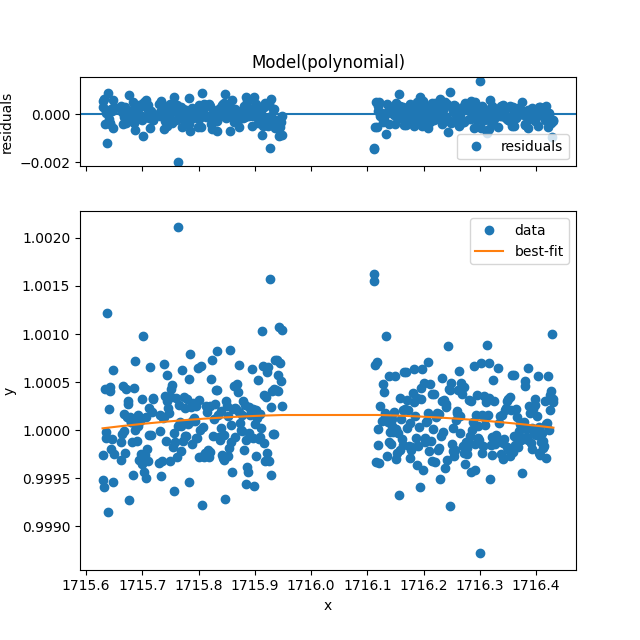 Model(polynomial)
residuals
0.000
−0.002
residuals
1.0020
1.0015
1.0010
1.0005
1.0000
0.9995
0.9990
y
data
best-fit
1715.6 1715.7 1715.8 1715.9 1716.0 1716.1 1716.2 1716.3 1716.4
x